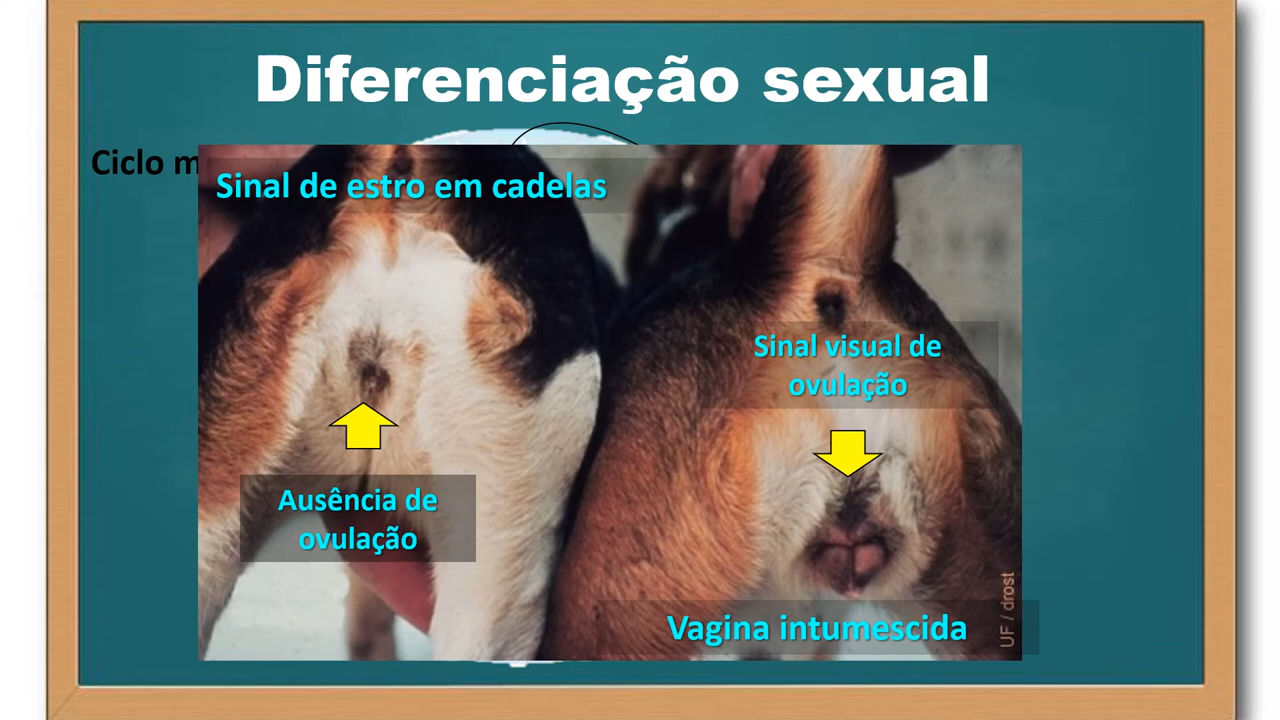 Diferenciação sexual
Ciclo m
Sinal de estro em cadelas
Sinal visual de
ovulação
Ausência de
ovulação
Vagina intumescida
UF / drost